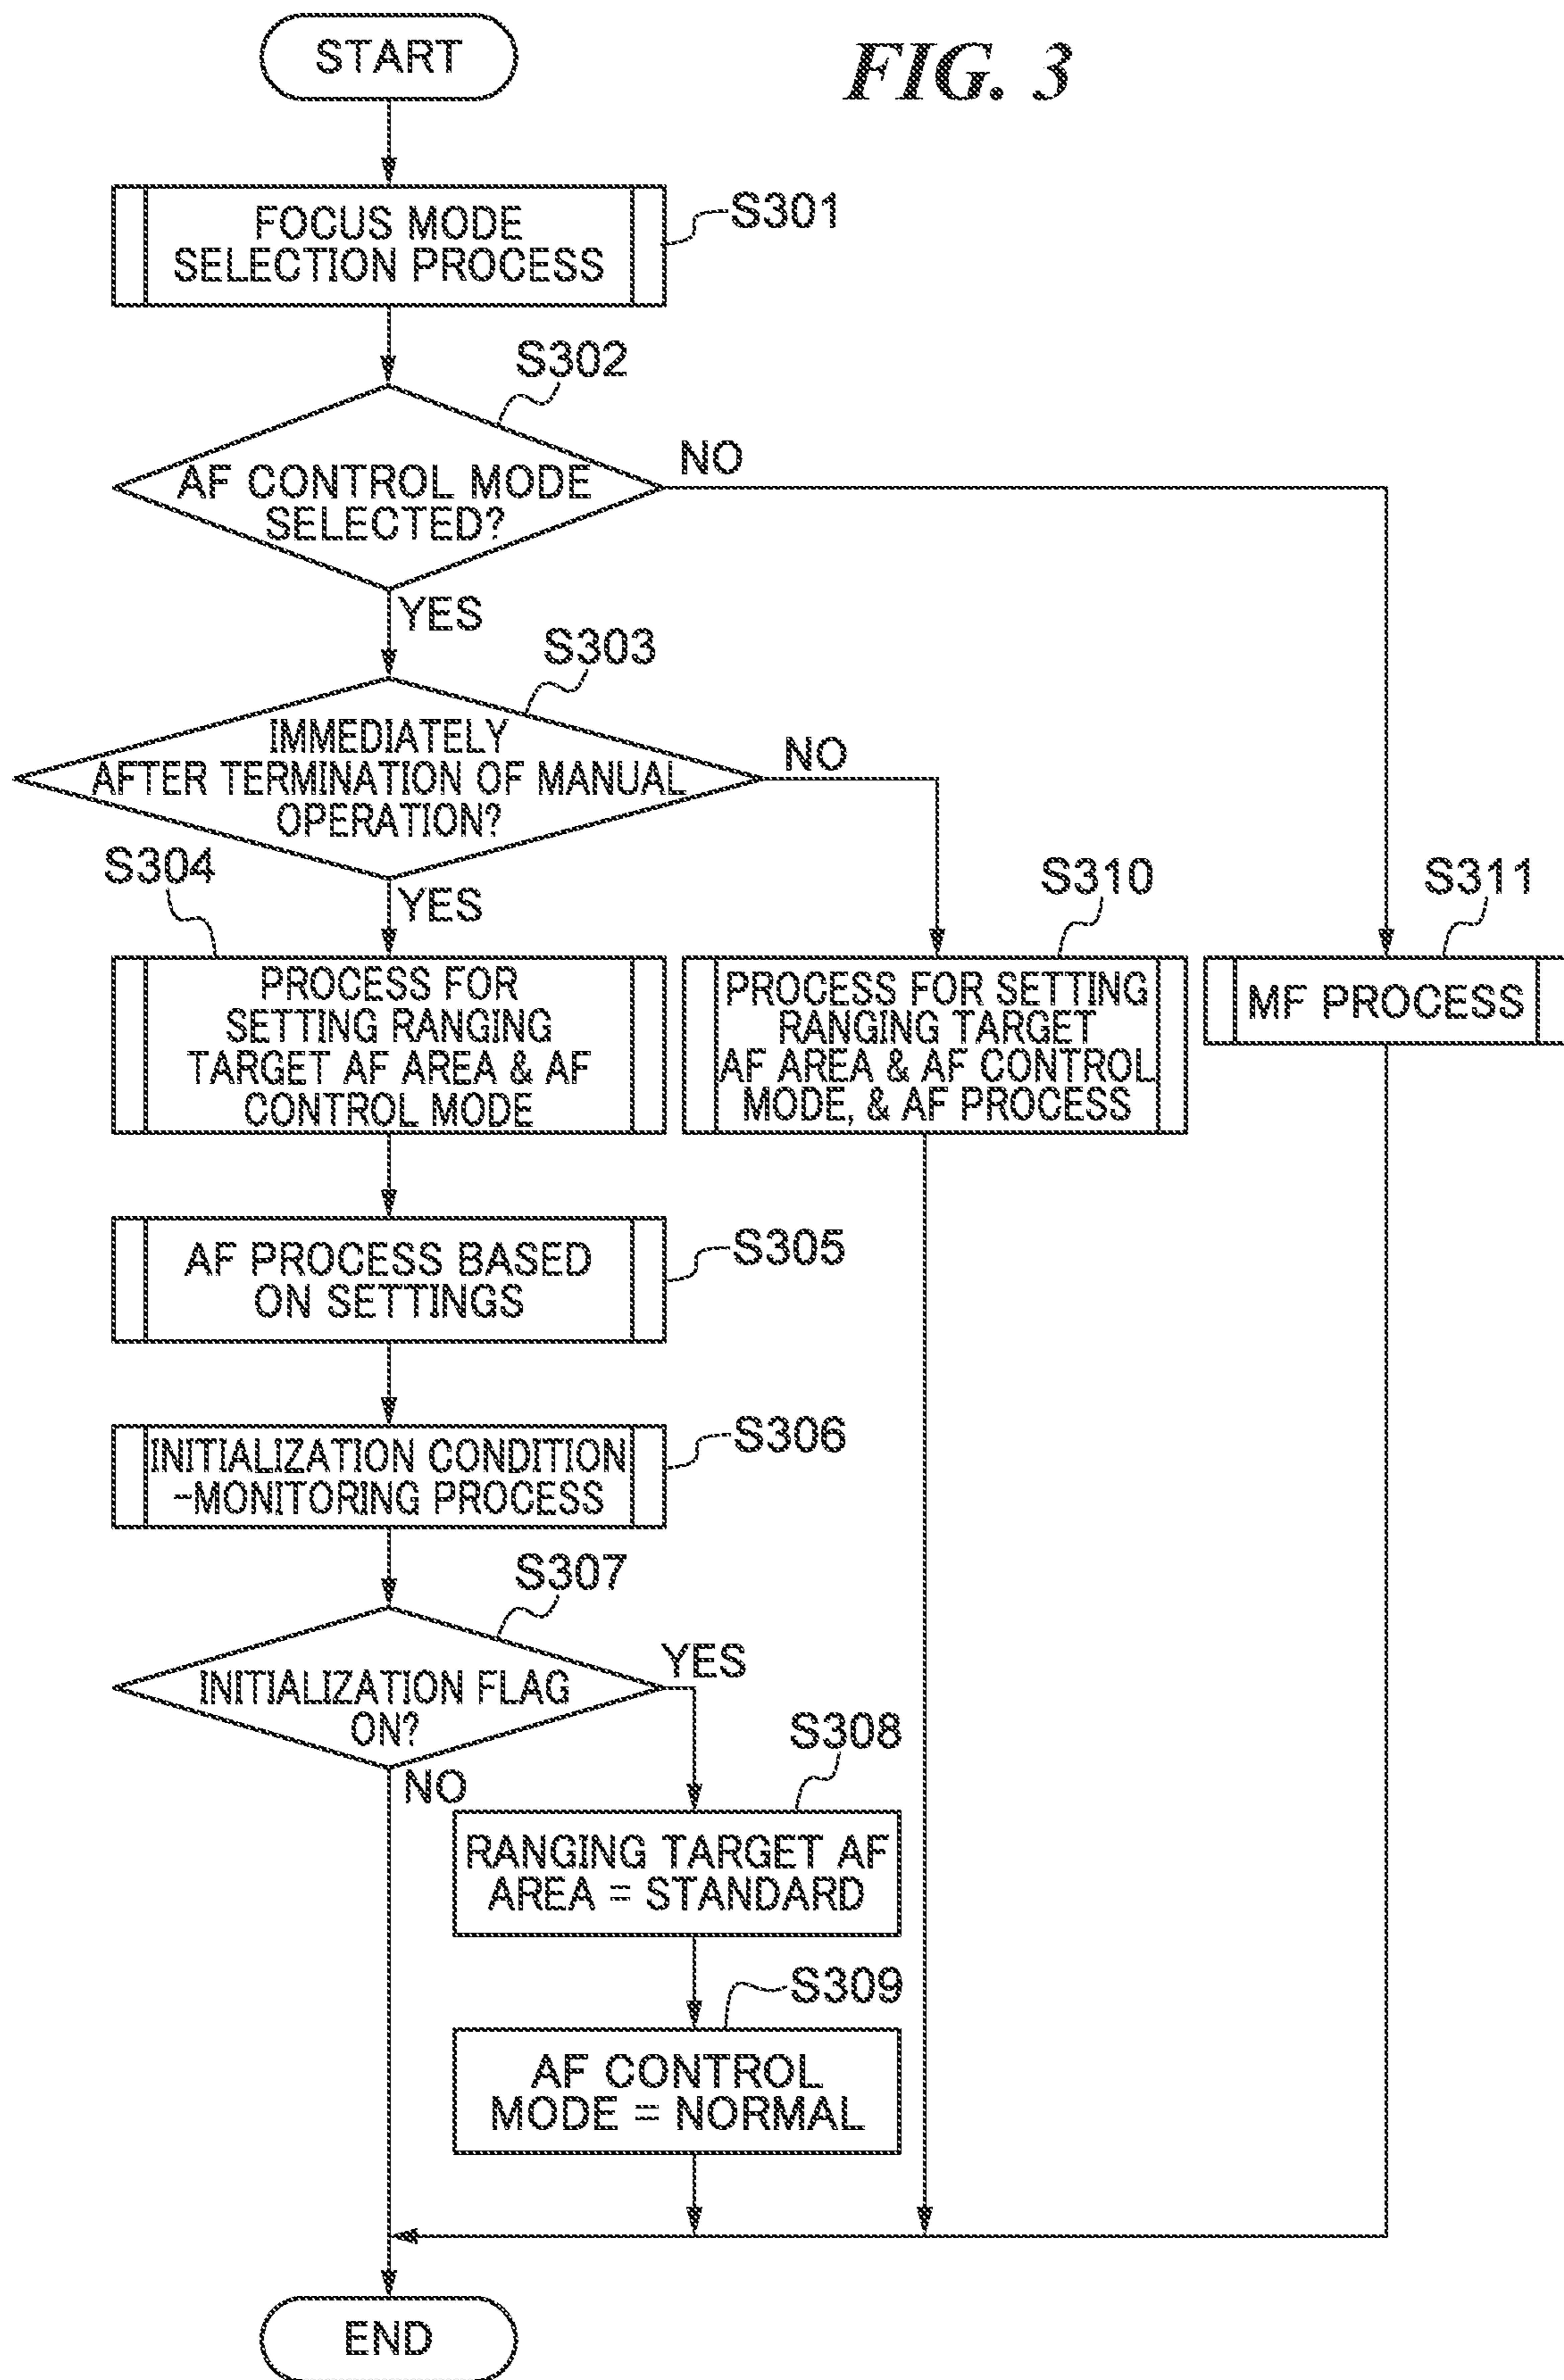 START
FIG. 3
FOCUS MODE
SELECTION PROCESS
S301
S302
AF CONTROL MODE
SELECTED?
NO
YES
S303
IMMEDIATELY
AFTER TERMINATION OF MANUAL
OPERATION?
NO
YES
S304
PROCESS FOR
SETTING RANGING
TARGET AF AREA & AF
CONTROL MODE
S310
PROCESS FOR SETTING
RANGING TARGET
AF AREA & AF CONTROL
MODE, & AF PROCESS
S311
MF PROCESS
AF PROCESS BASED
ON SETTINGS
S305
INITIALIZATION CONDITION
-MONITORING PROCESS
S306
S307
INITIALIZATION FLAG
ON?
YES
NO
S308
RANGING TARGET AF
AREA = STANDARD
S309
AF CONTROL
MODE = NORMAL
END